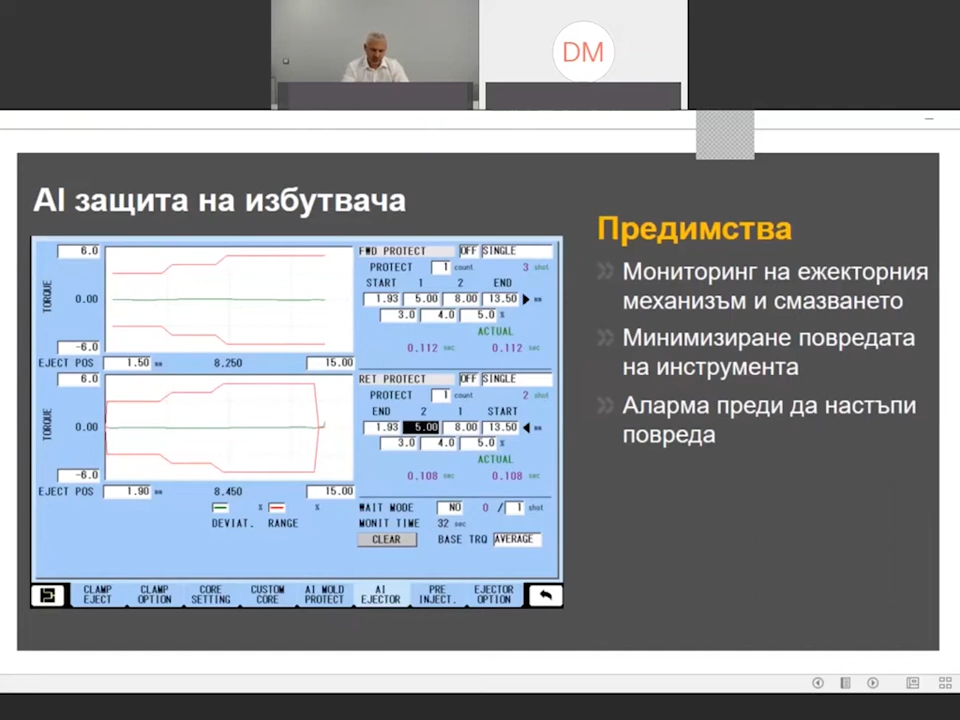 DM
AI защита на избутвача
Предимства
Мониторинг на ежекторния
механизъм и смазването
Минимизиране повредата
на инструмента
Аларма преди да настъпи
повреда
6.0
TORQUE 0.00
-6.0
EJECT POS 1.50 mm 8.250 15.00
6.0
TORQUE 0.00
-6.0
EJECT POS 1.90 mm 8.450 15.00
% %
DEVIAT. RANGE
FWD PROTECT OFF SINGLE
PROTECT 1 count 3 shot
START 1 2 END
1.93 5.00 8.00 13.50 mm
3.0 4.0 5.0 %
ACTUAL
0.112 sec 0.112 sec
RET PROTECT OFF SINGLE
PROTECT 1 count 2 shot
END 2 1 START
1.93 5.00 8.00 13.50 mm
3.0 4.0 5.0 %
ACTUAL
0.108 sec 0.108 sec
WAIT MODE NO 0 / 1 shot
MONIT TIME 32 sec
CLEAR BASE TRQ AVERAGE
CLAMP EJECT
CLAMP OPTION
CORE SETTING
CUSTOM CORE
AI MOLD PROTECT
AI EJECTOR
PRE INJECT.
EJECTOR OPTION